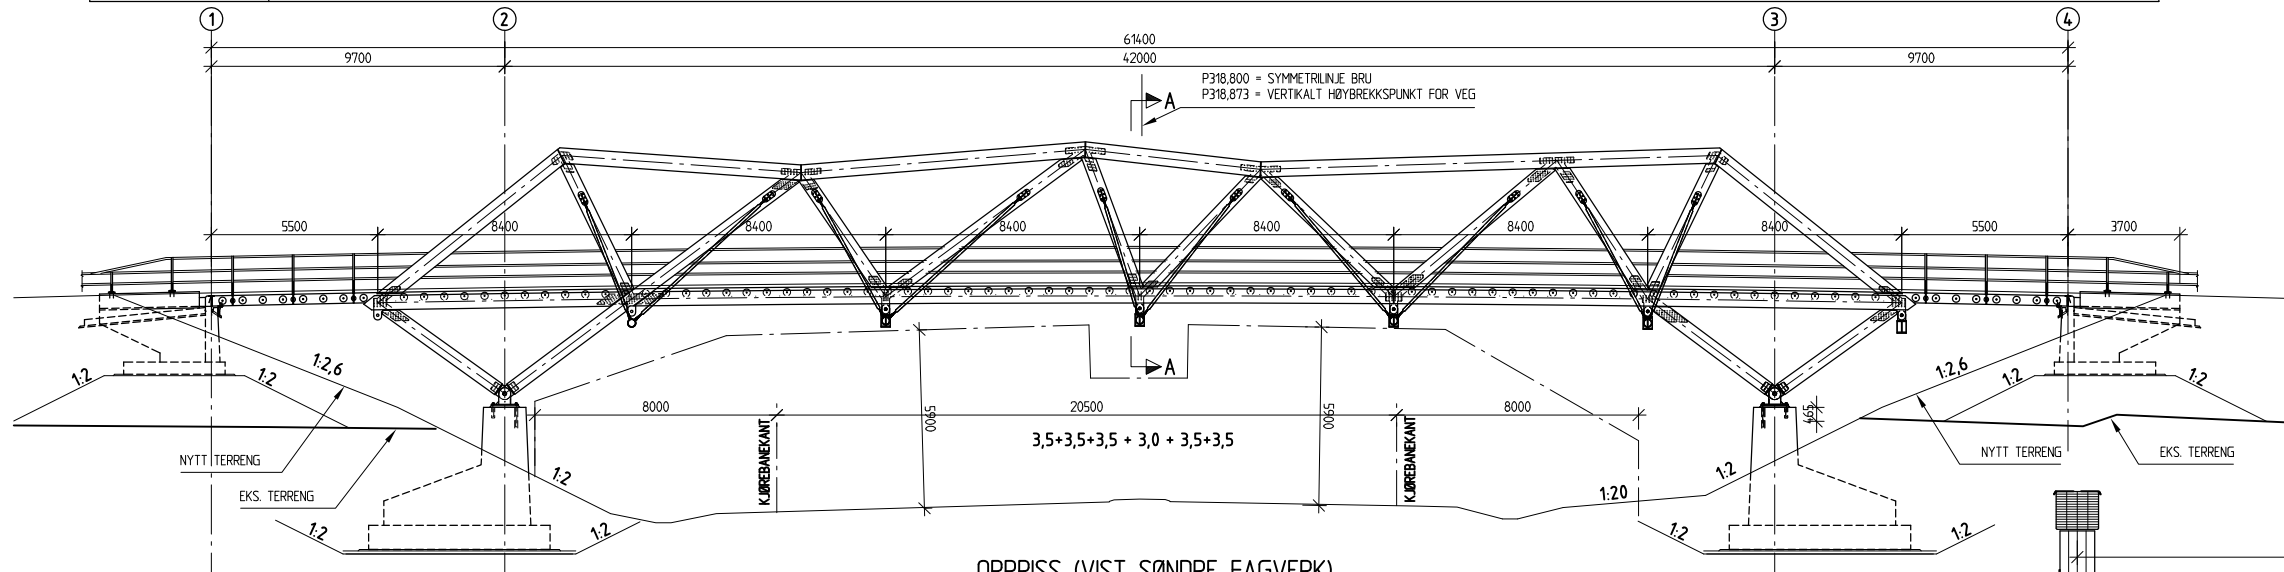 1 2 3 4
61400
9700 42000 9700
P318,800 = SYMMETRILINJE BRU
P318,873 = VERTIKALT HØYBREKKSPUNKT FOR VEG
A
5500 8400 8400 8400 8400 8400 8400 5500 3700
A
1:2 1:2 1:2,6
1:2,6 1:2 1:2
8000 20500 8000
5900 5900 465
3,5+3,5+3,5 + 3,0 + 3,5+3,5
KJØREBANEKANT KJØREBANEKANT
NYTT TERRENG
EKS. TERRENG
NYTT TERRENG
EKS. TERRENG
1:2 1:20 1:2
1:2 1:2 1:2 1:2
OPPRISS (VIST SØNDRE FAGVERK)